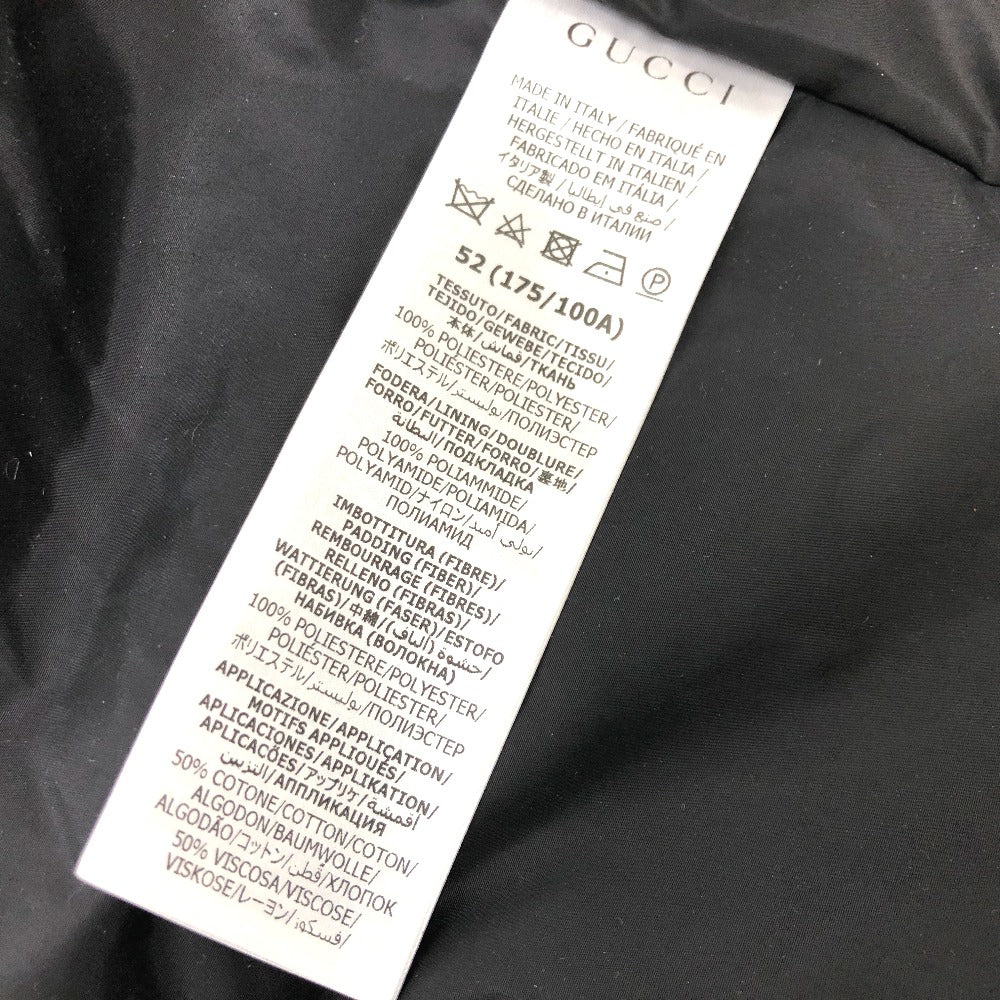 GUCCI
MADE IN ITALY / FABRIQUÉ EN
ITALIE / HECHO EN ITALIA /
HERGESTELLT IN ITALIEN /
FABRICADO EM ITÁLIA /
イタリア製 / صنع في إيطاليا /
СДЕЛАНО В ИТАЛИИ
P
52 (175/100A)
TESSUTO/FABRIC/TISSU/
TEJIDO/GEWEBE/TECIDO/
本体/قماش/ТКАНЬ
100% POLIESTERE/POLYESTER/
POLIÉSTER/POLIESTER/
ポリエステル/بوليستر/ПОЛИЭСТЕР
FODERA/LINING/DOUBLURE/
FORRO/FUTTER/FORRO/裏地/
البطانة/ПОДКЛАДКА
100% POLIAMMIDE/
POLYAMIDE/POLIAMIDA/
POLYAMID/ナイロン/بولي أميد/
ПОЛИАМИД
IMBOTTITURA (FIBRE)/
PADDING (FIBER)/
REMBOURRAGE (FIBRES)/
RELLENO (FIBRAS)/
WATTIERUNG (FASER)/ESTOFO
(FIBRAS)/中綿/حشوة (ألياف)/
НАБИВКА (ВОЛОКНА)
100% POLIESTERE/POLYESTER/
POLIÉSTER/POLIESTER/
ポリエステル/بوليستر/ПОЛИЭСТЕР
APPLICAZIONE/APPLICATION/
MOTIFS APPLIQUÉS/
APLICACIONES/APPLIKATION/
APLICAÇÕES/アップリケ/أقمشة
التزيين/АППЛИКАЦИЯ
50% COTONE/COTTON/COTON/
ALGODON/BAUMWOLLE/
ALGODÃO/コットン/قطن/ХЛОПОК
50% VISCOSA/VISCOSE/
VISKOSE/レーヨン/فسكوز/